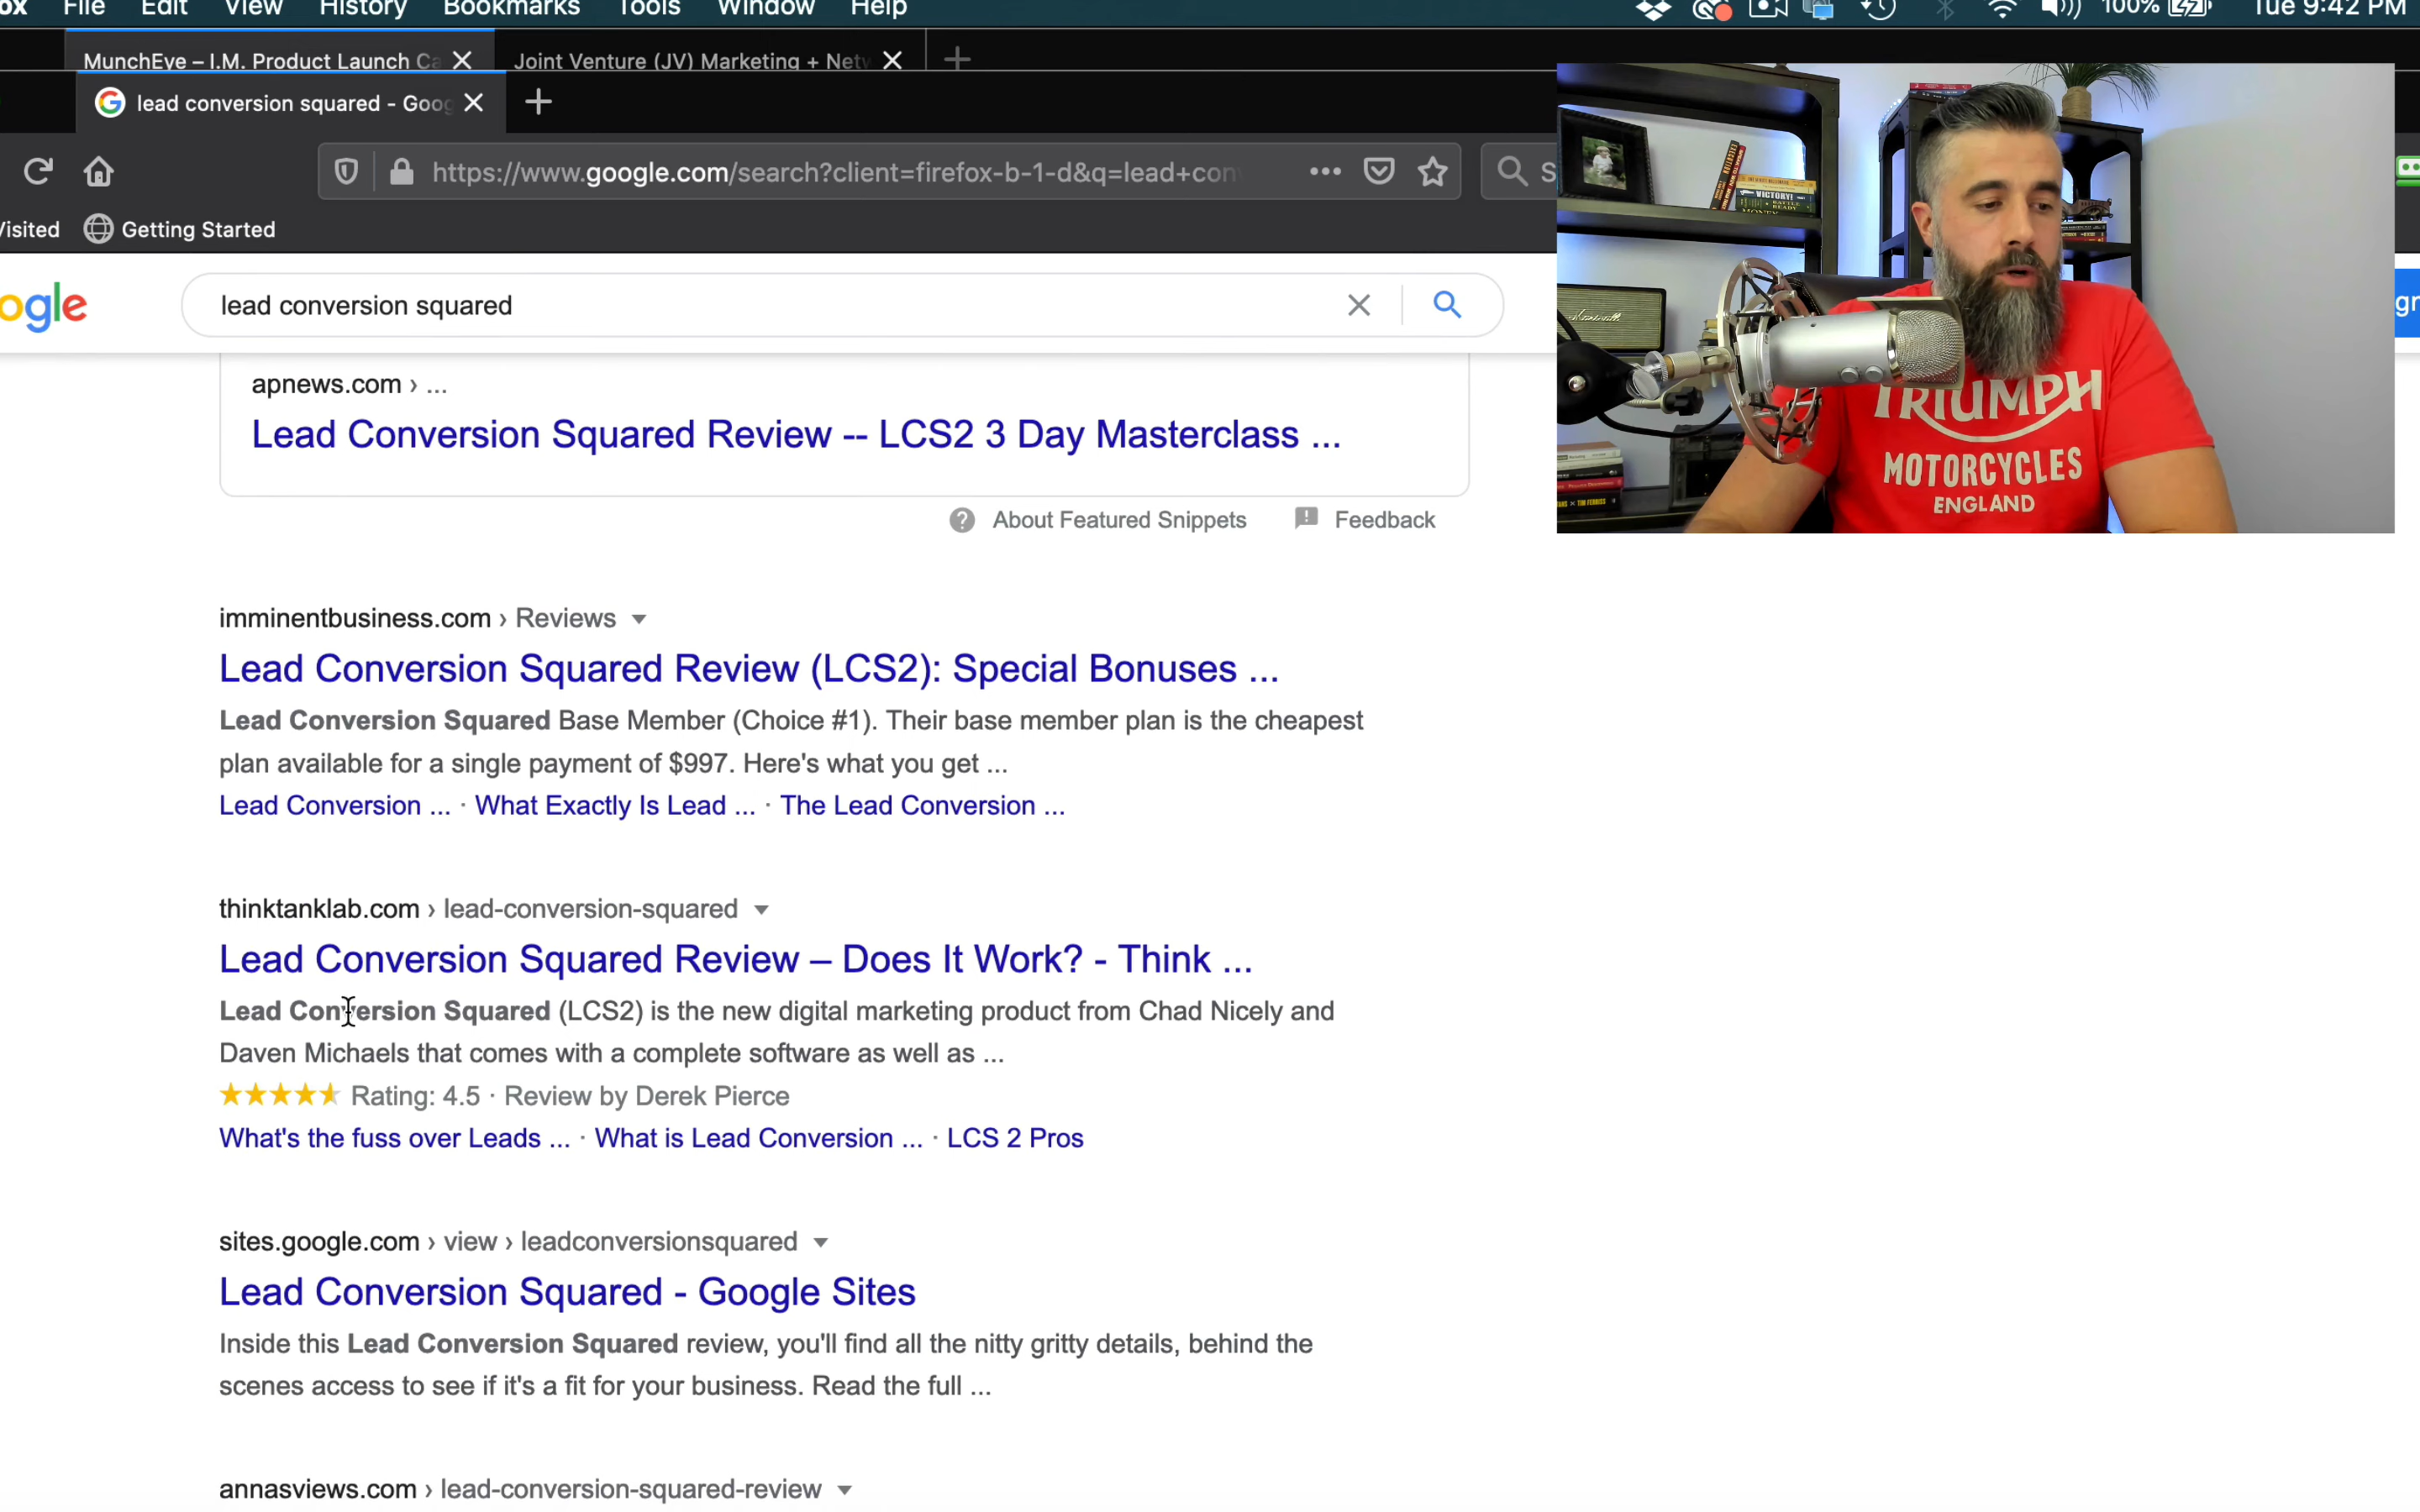 File Edit View History Bookmarks Tools Window Help 100% Tue 9:42 PM
MunchEye – I.M. Product Launch Ca Joint Venture (JV) Marketing + Netw
lead conversion squared - Goog
https://www.google.com/search?client=firefox-b-1-d&q=lead+con
Getting Started
lead conversion squared
apnews.com › ...
Lead Conversion Squared Review -- LCS2 3 Day Masterclass ...
About Featured Snippets Feedback
imminentbusiness.com › Reviews
Lead Conversion Squared Review (LCS2): Special Bonuses ...
Lead Conversion Squared Base Member (Choice #1). Their base member plan is the cheapest
plan available for a single payment of $997. Here's what you get ...
Lead Conversion ... · What Exactly Is Lead ... · The Lead Conversion ...
thinktanklab.com › lead-conversion-squared
Lead Conversion Squared Review – Does It Work? - Think ...
Lead Conversion Squared (LCS2) is the new digital marketing product from Chad Nicely and
Daven Michaels that comes with a complete software as well as ...
Rating: 4.5 · Review by Derek Pierce
What's the fuss over Leads ... · What is Lead Conversion ... · LCS 2 Pros
sites.google.com › view › leadconversionsquared
Lead Conversion Squared - Google Sites
Inside this Lead Conversion Squared review, you'll find all the nitty gritty details, behind the
scenes access to see if it's a fit for your business. Read the full ...
annasviews.com › lead-conversion-squared-review
VICTORY!
TRIUMPH
MOTORCYCLES
ENGLAND